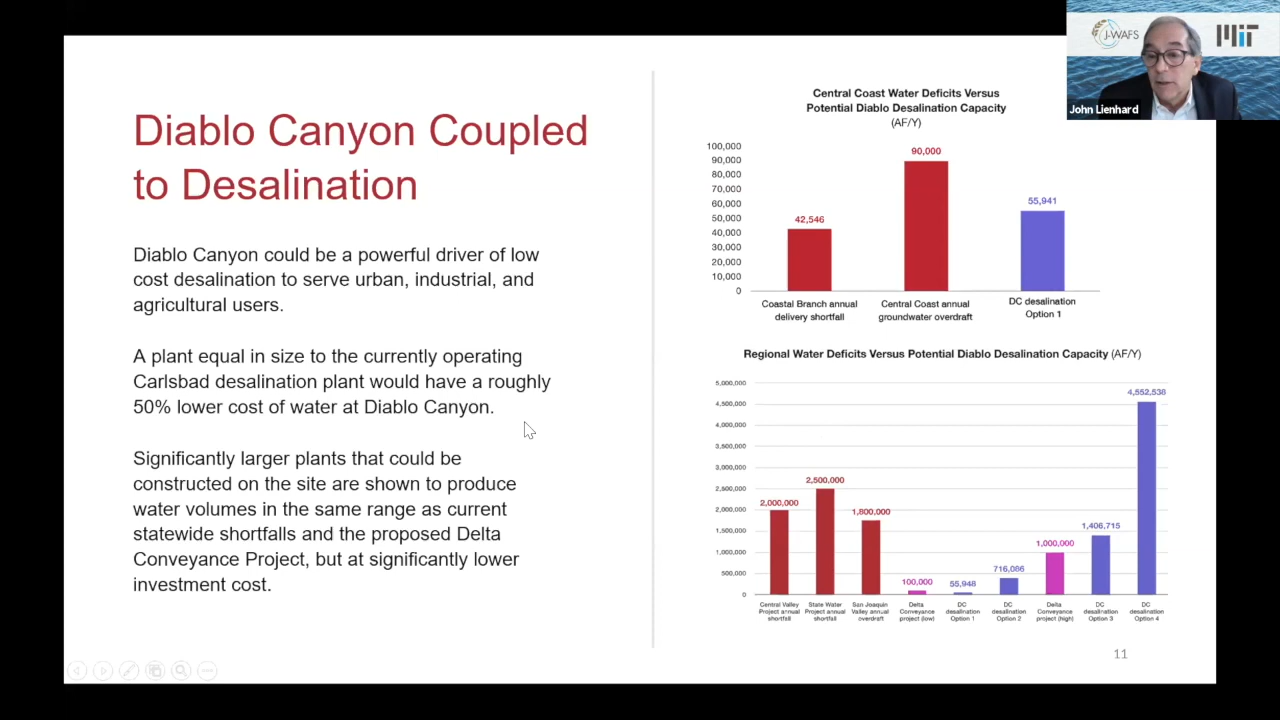 Diablo Canyon Coupled
to Desalination
Diablo Canyon could be a powerful driver of low
cost desalination to serve urban, industrial, and
agricultural users.
A plant equal in size to the currently operating
Carlsbad desalination plant would have a roughly
50% lower cost of water at Diablo Canyon.
Significantly larger plants that could be
constructed on the site are shown to produce
water volumes in the same range as current
statewide shortfalls and the proposed Delta
Conveyance Project, but at significantly lower
investment cost.
Central Coast Water Deficits Versus
Potential Diablo Desalination Capacity
(AF/Y)
100,000
90,000
80,000
70,000
60,000
50,000
40,000
30,000
20,000
10,000
0
42,546
90,000
55,941
Coastal Branch annual
delivery shortfall
Central Coast annual
groundwater overdraft
DC desalination
Option 1
Regional Water Deficits Versus Potential Diablo Desalination Capacity (AF/Y)
5,000,000
4,500,000
4,000,000
3,500,000
3,000,000
2,500,000
2,000,000
1,500,000
1,000,000
500,000
0
2,000,000
2,500,000
1,800,000
100,000
55,948
716,086
1,000,000
1,406,715
4,552,538
Central Valley
Project annual
shortfall
State Water
Project annual
shortfall
San Joaquin
Valley annual
overdraft
Delta
Conveyance
project (low)
DC
desalination
Option 1
DC
desalination
Option 2
Delta
Conveyance
project (high)
DC
desalination
Option 3
DC
desalination
Option 4
11
J-WAFS
MIT
John Lienhard